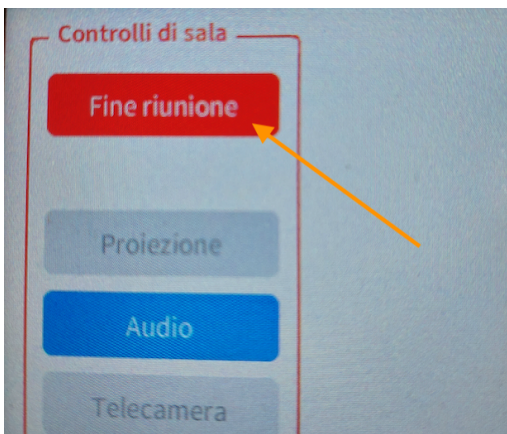 Controlli di sala
Fine riunione
Proiezione
Audio
Telecamera